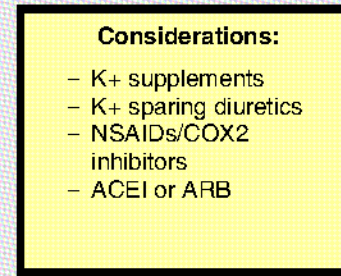 Considerations:
– K+ supplements
– K+ sparing diuretics
– NSAIDs/COX2
inhibitors
– ACEI or ARB